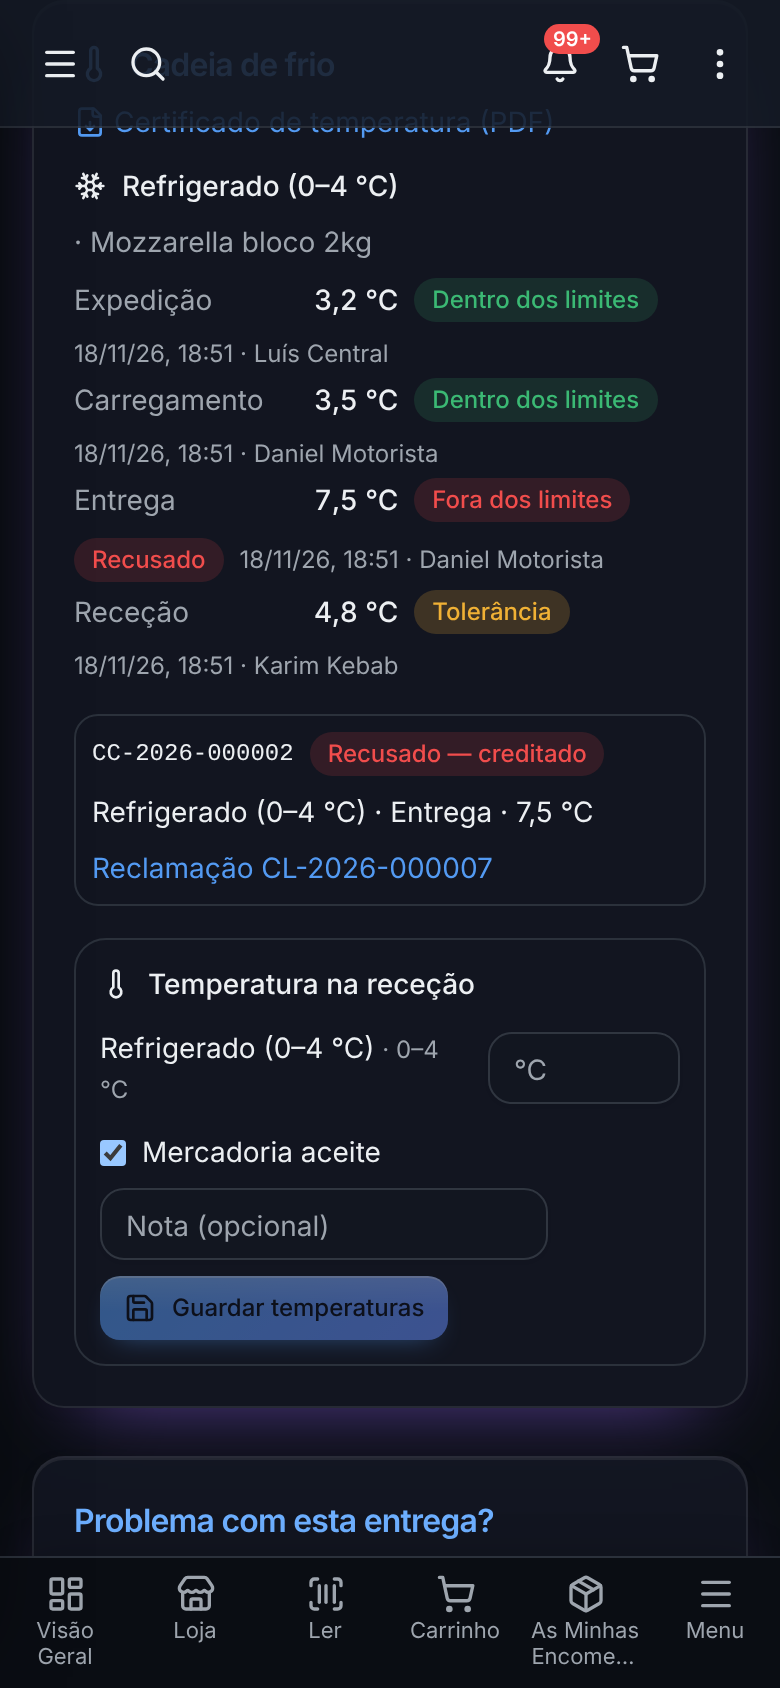 99+
Cadeia de frio
Certificado de temperatura (PDF)
Refrigerado (0–4 °C)
· Mozzarella bloco 2kg
Expedição 3,2 °C Dentro dos limites
18/11/26, 18:51 · Luís Central
Carregamento 3,5 °C Dentro dos limites
18/11/26, 18:51 · Daniel Motorista
Entrega 7,5 °C Fora dos limites
Recusado 18/11/26, 18:51 · Daniel Motorista
Receção 4,8 °C Tolerância
18/11/26, 18:51 · Karim Kebab
CC-2026-000002 Recusado — creditado
Refrigerado (0–4 °C) · Entrega · 7,5 °C
Reclamação CL-2026-000007
Temperatura na receção
Refrigerado (0–4 °C) · 0–4
°C
°C
Mercadoria aceite
Nota (opcional)
Guardar temperaturas
Problema com esta entrega?
Visão
Geral
Loja
Ler
Carrinho
As Minhas
Encome...
Menu